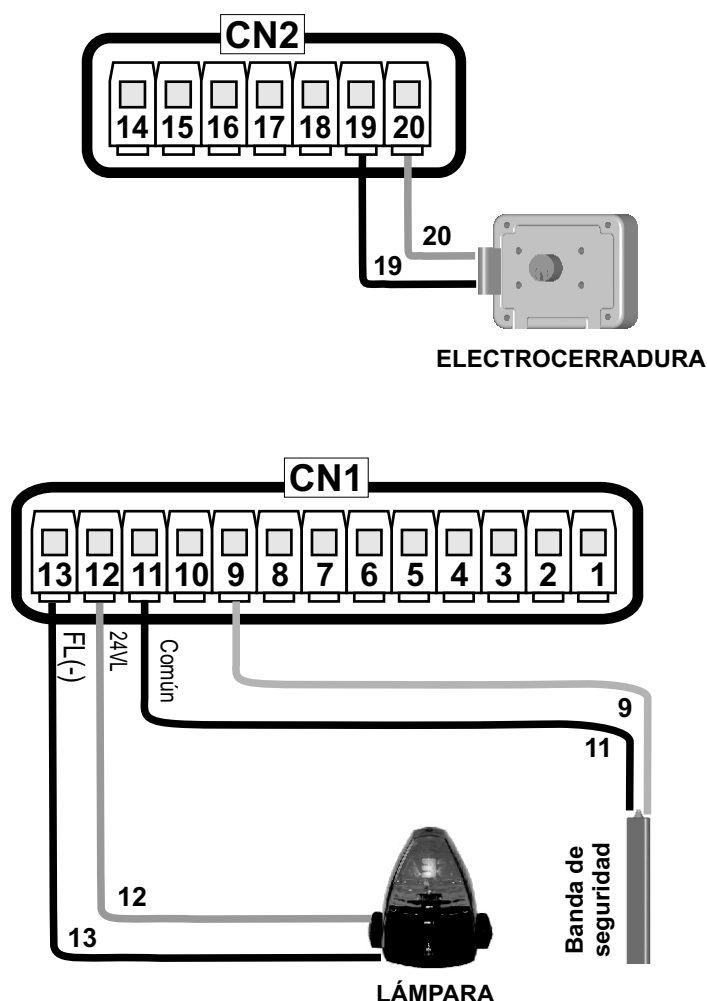 CN2
14 15 16 17 18 19 20
20
19
ELECTROCERRADURA
CN1
13 12 11 10 9 8 7 6 5 4 3 2 1
FL(-)
24VL
Común
9
11
12
13
Banda de
seguridad
LÁMPARA